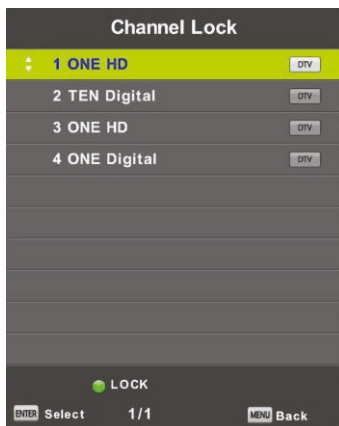 Channel Lock
1 ONE HD DTV
2 TEN Digital DTV
3 ONE HD DTV
4 ONE Digital DTV
LOCK
ENTER Select 1/1 MENU Back